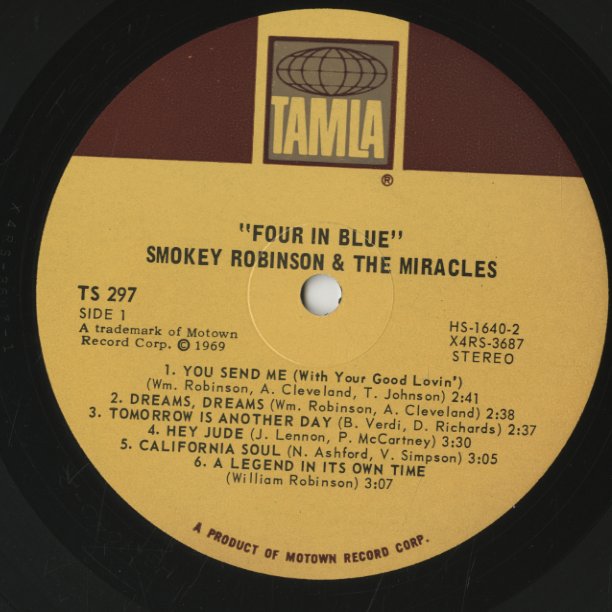 TAMLA
®
"FOUR IN BLUE"
SMOKEY ROBINSON & THE MIRACLES
TS 297
SIDE 1
A trademark of Motown
Record Corp. © 1969
HS-1640-2
X4RS-3687
STEREO
1. YOU SEND ME (With Your Good Lovin')
(Wm. Robinson, A. Cleveland, T. Johnson) 2:41
2. DREAMS, DREAMS (Wm. Robinson, A. Cleveland) 2:38
3. TOMORROW IS ANOTHER DAY (B. Verdi, D. Richards) 2:37
4. HEY JUDE (J. Lennon, P. McCartney) 3:30
5. CALIFORNIA SOUL (N. Ashford, V. Simpson) 3:05
6. A LEGEND IN ITS OWN TIME
(William Robinson) 3:07
A PRODUCT OF MOTOWN RECORD CORP.